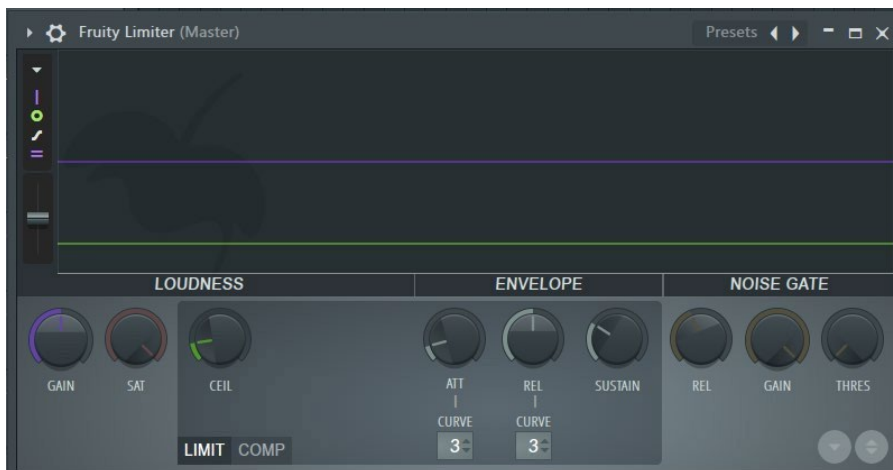 Fruity Limiter (Master) Presets
LOUDNESS ENVELOPE NOISE GATE
GAIN SAT CEIL ATT REL SUSTAIN REL GAIN THRES
CURVE CURVE
LIMIT COMP 3 3